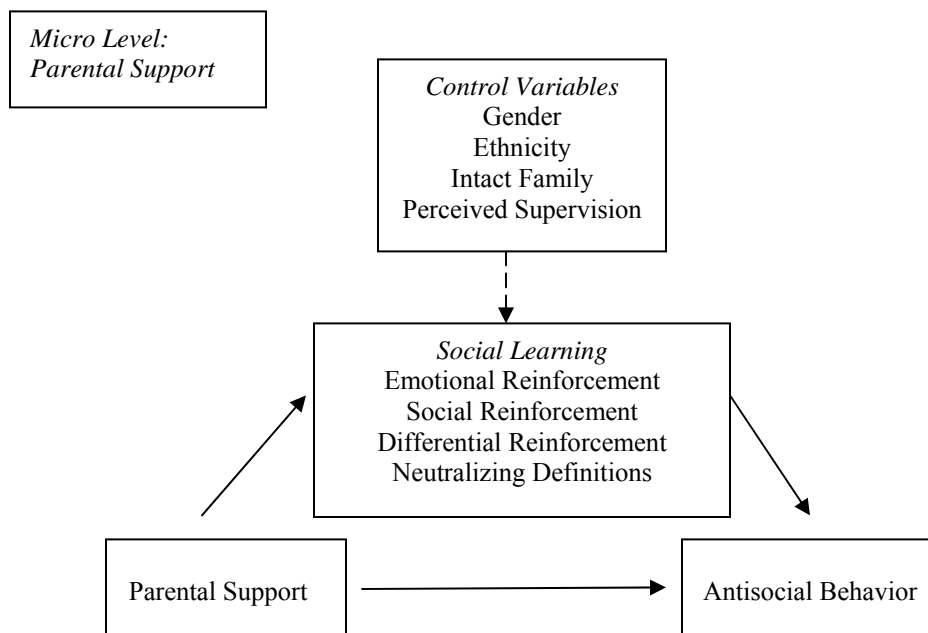 Micro Level:
Parental Support
Control Variables
Gender
Ethnicity
Intact Family
Perceived Supervision
Social Learning
Emotional Reinforcement
Social Reinforcement
Differential Reinforcement
Neutralizing Definitions
Parental Support
Antisocial Behavior